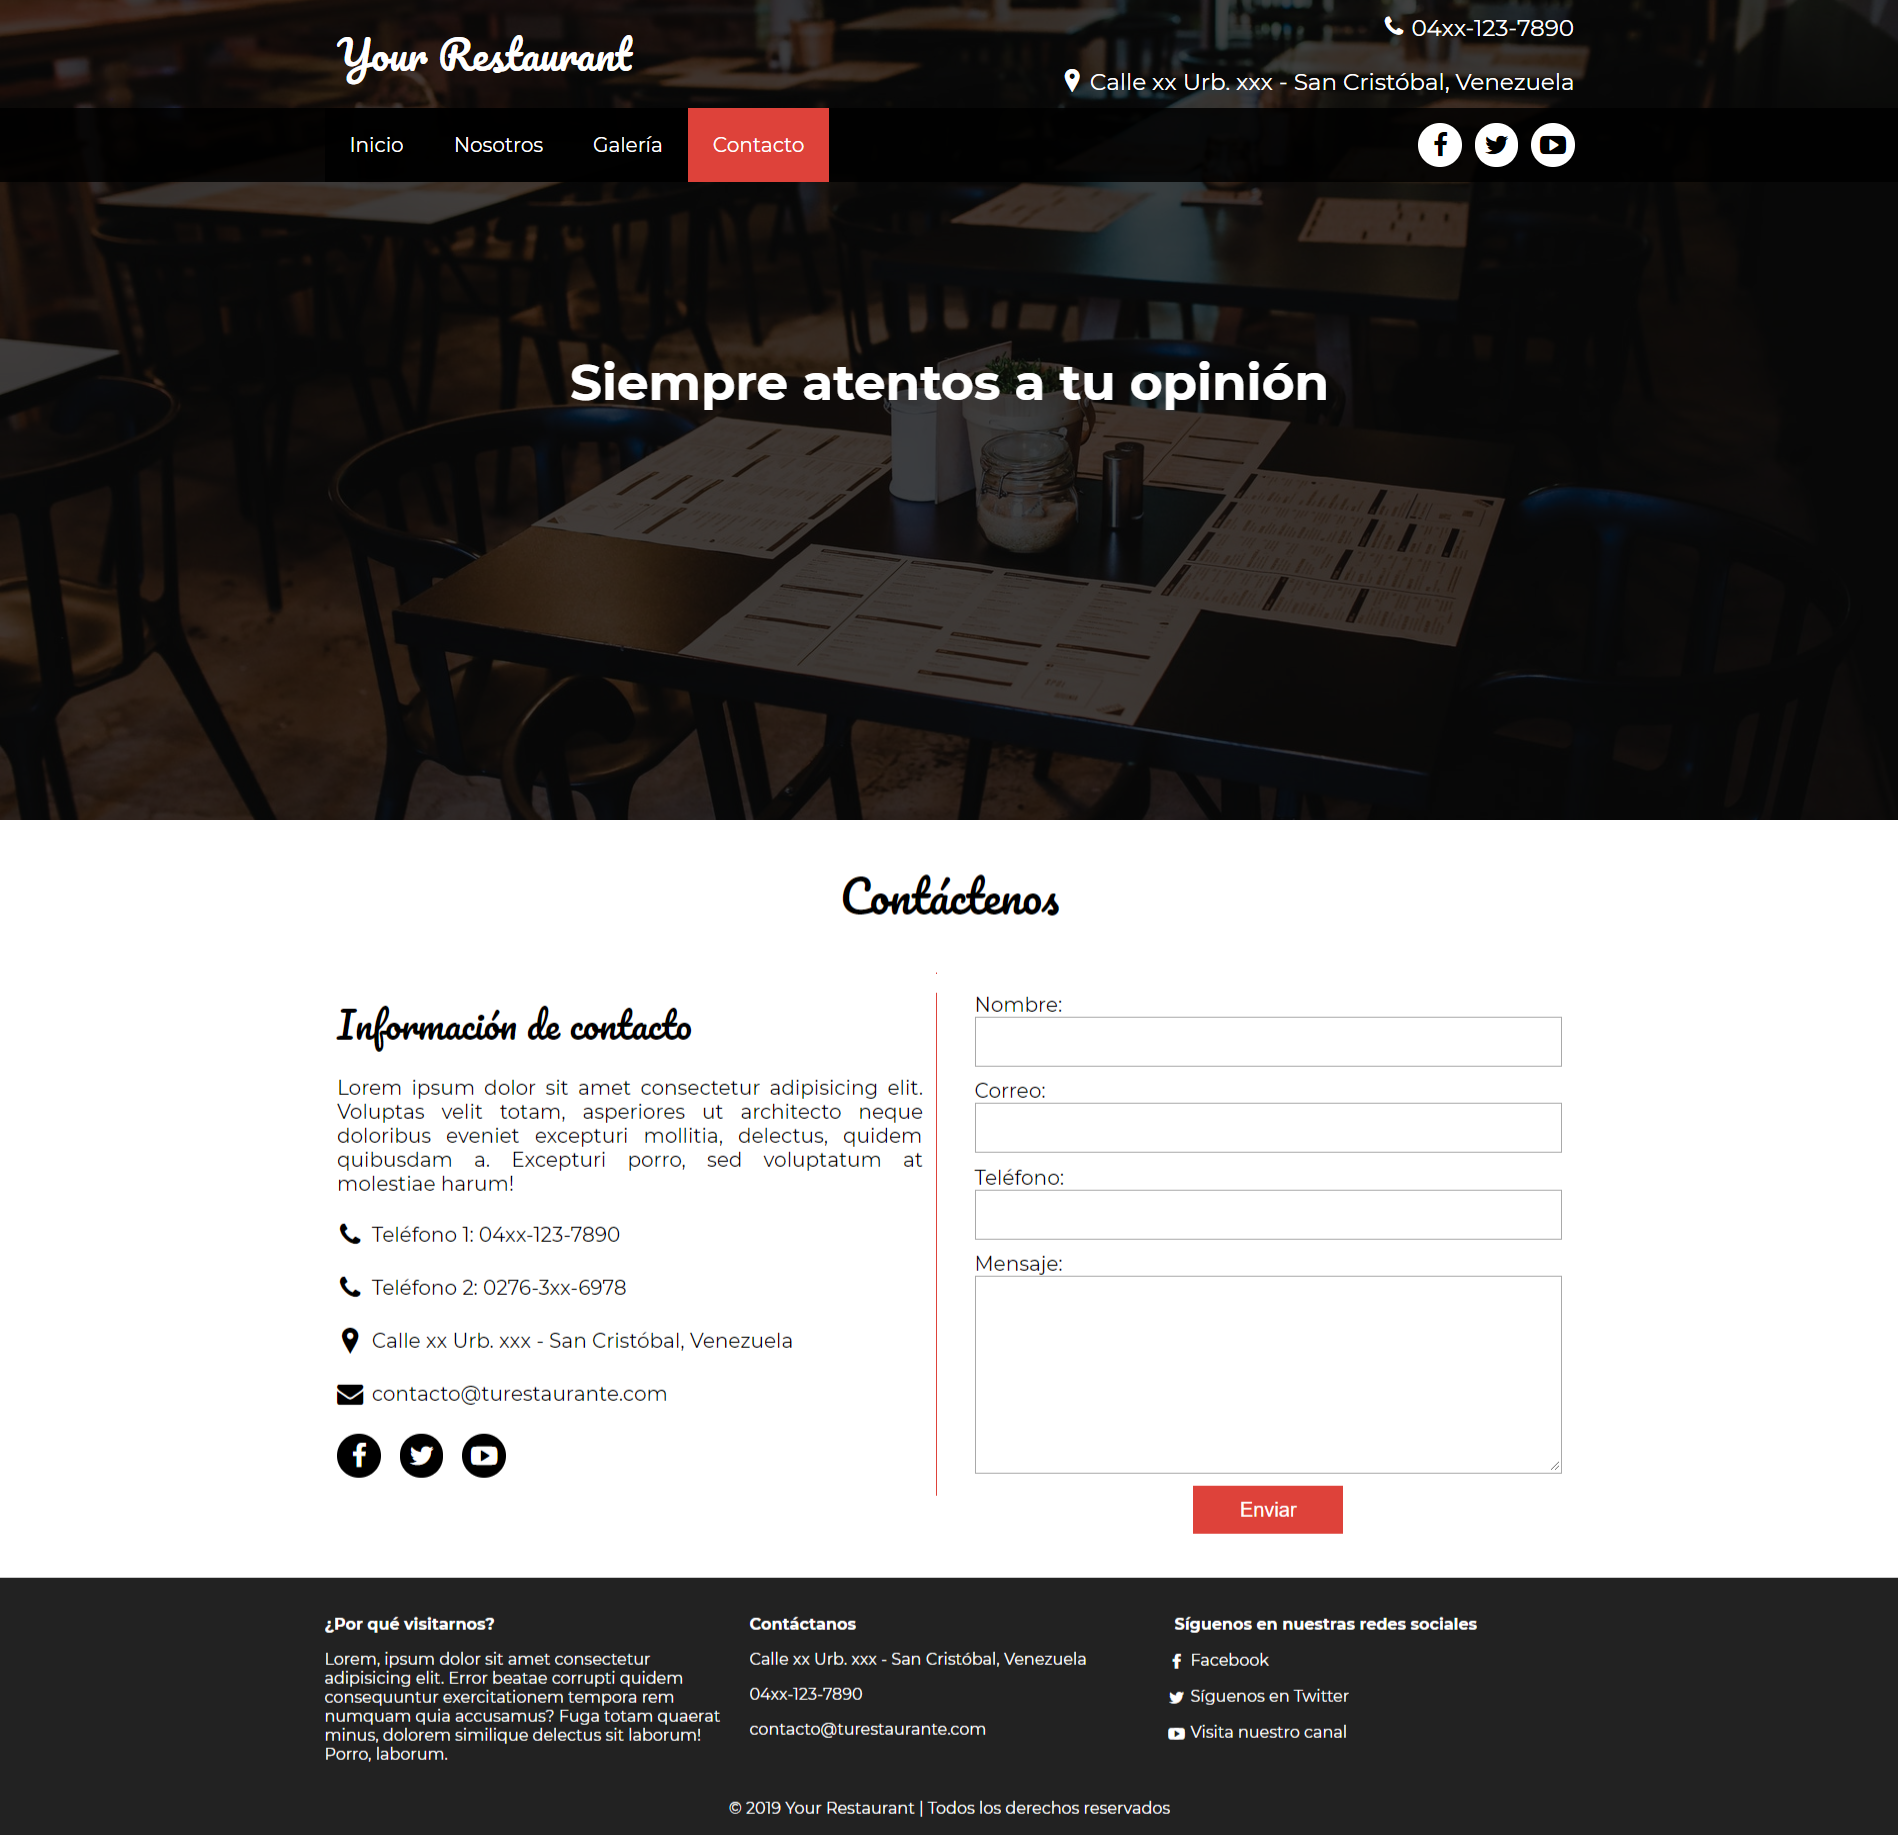 Your Restaurant
04xx-123-7890
Calle xx Urb. xxx - San Cristóbal, Venezuela
Inicio
Nosotros
Galería
Contacto
Siempre atentos a tu opinión
Contáctenos
Información de contacto
Lorem ipsum dolor sit amet consectetur adipisicing elit.
Voluptas velit totam, asperiores ut architecto neque
doloribus eveniet excepturi mollitia, delectus, quidem
quibusdam a. Excepturi porro, sed voluptatum at
molestiae harum!
Teléfono 1: 04xx-123-7890
Teléfono 2: 0276-3xx-6978
Calle xx Urb. xxx - San Cristóbal, Venezuela
contacto@turestaurante.com
Nombre:
Correo:
Teléfono:
Mensaje:
Enviar
¿Por qué visitarnos?
Lorem, ipsum dolor sit amet consectetur
adipisicing elit. Error beatae corrupti quidem
consequuntur exercitationem tempora rem
numquam quia accusamus? Fuga totam quaerat
minus, dolorem similique delectus sit laborum!
Porro, laborum.
Contáctanos
Calle xx Urb. xxx - San Cristóbal, Venezuela
04xx-123-7890
contacto@turestaurante.com
Síguenos en nuestras redes sociales
Facebook
Síguenos en Twitter
Visita nuestro canal
© 2019 Your Restaurant | Todos los derechos reservados